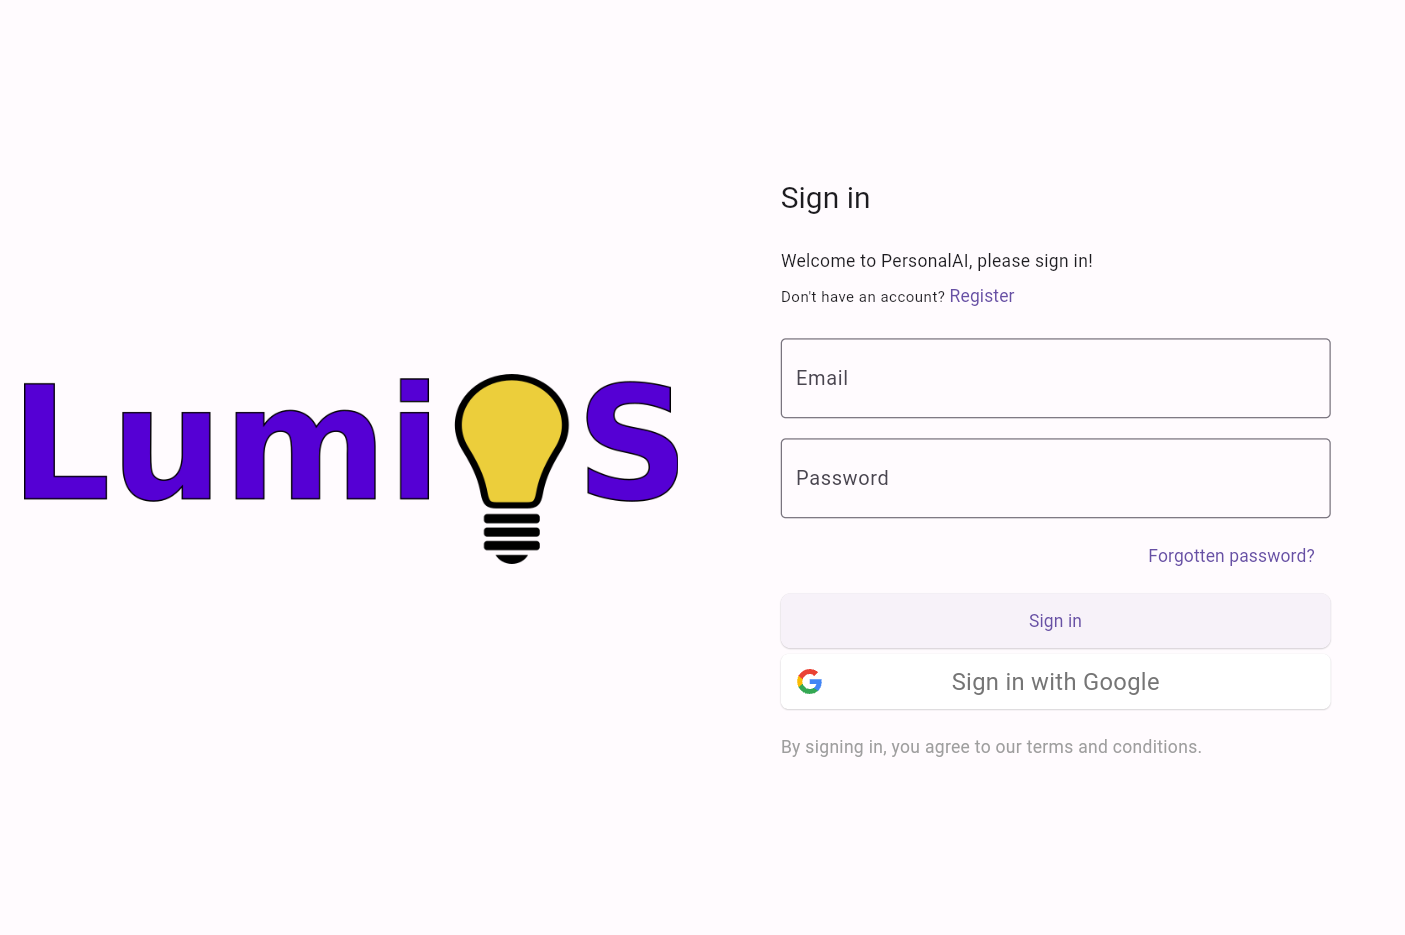 Lumi S
Sign in
Welcome to PersonalAI, please sign in!
Don't have an account? Register
Email
Password
Forgotten password?
Sign in
Sign in with Google
By signing in, you agree to our terms and conditions.